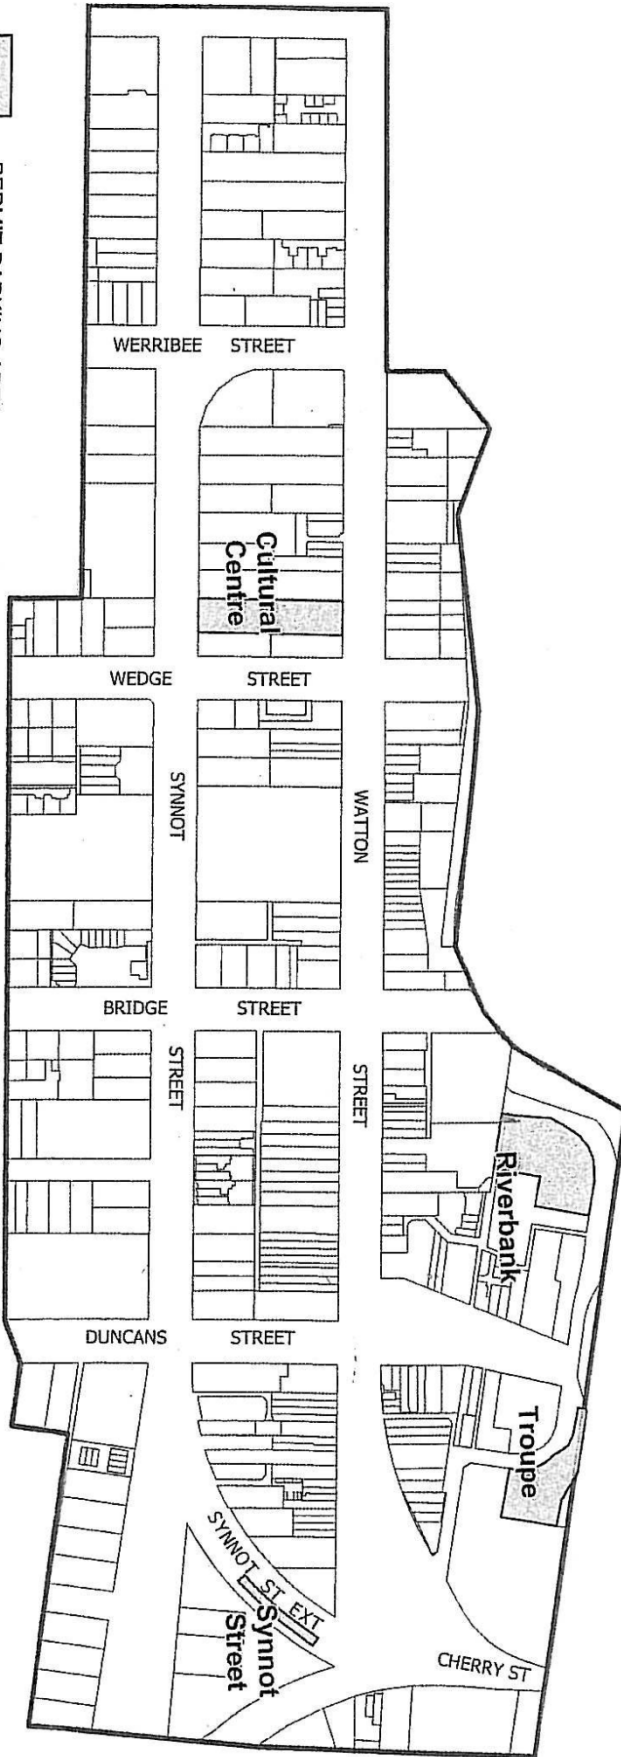 WERRIBEE STREET
Cultural
Centre
WEDGE STREET
SYNNOT
WATTON
BRIDGE STREET
STREET
STREET
Riverbank
DUNCANS STREET
Troupe
SYNNOT ST EXT
Synnot
Street
CHERRY ST